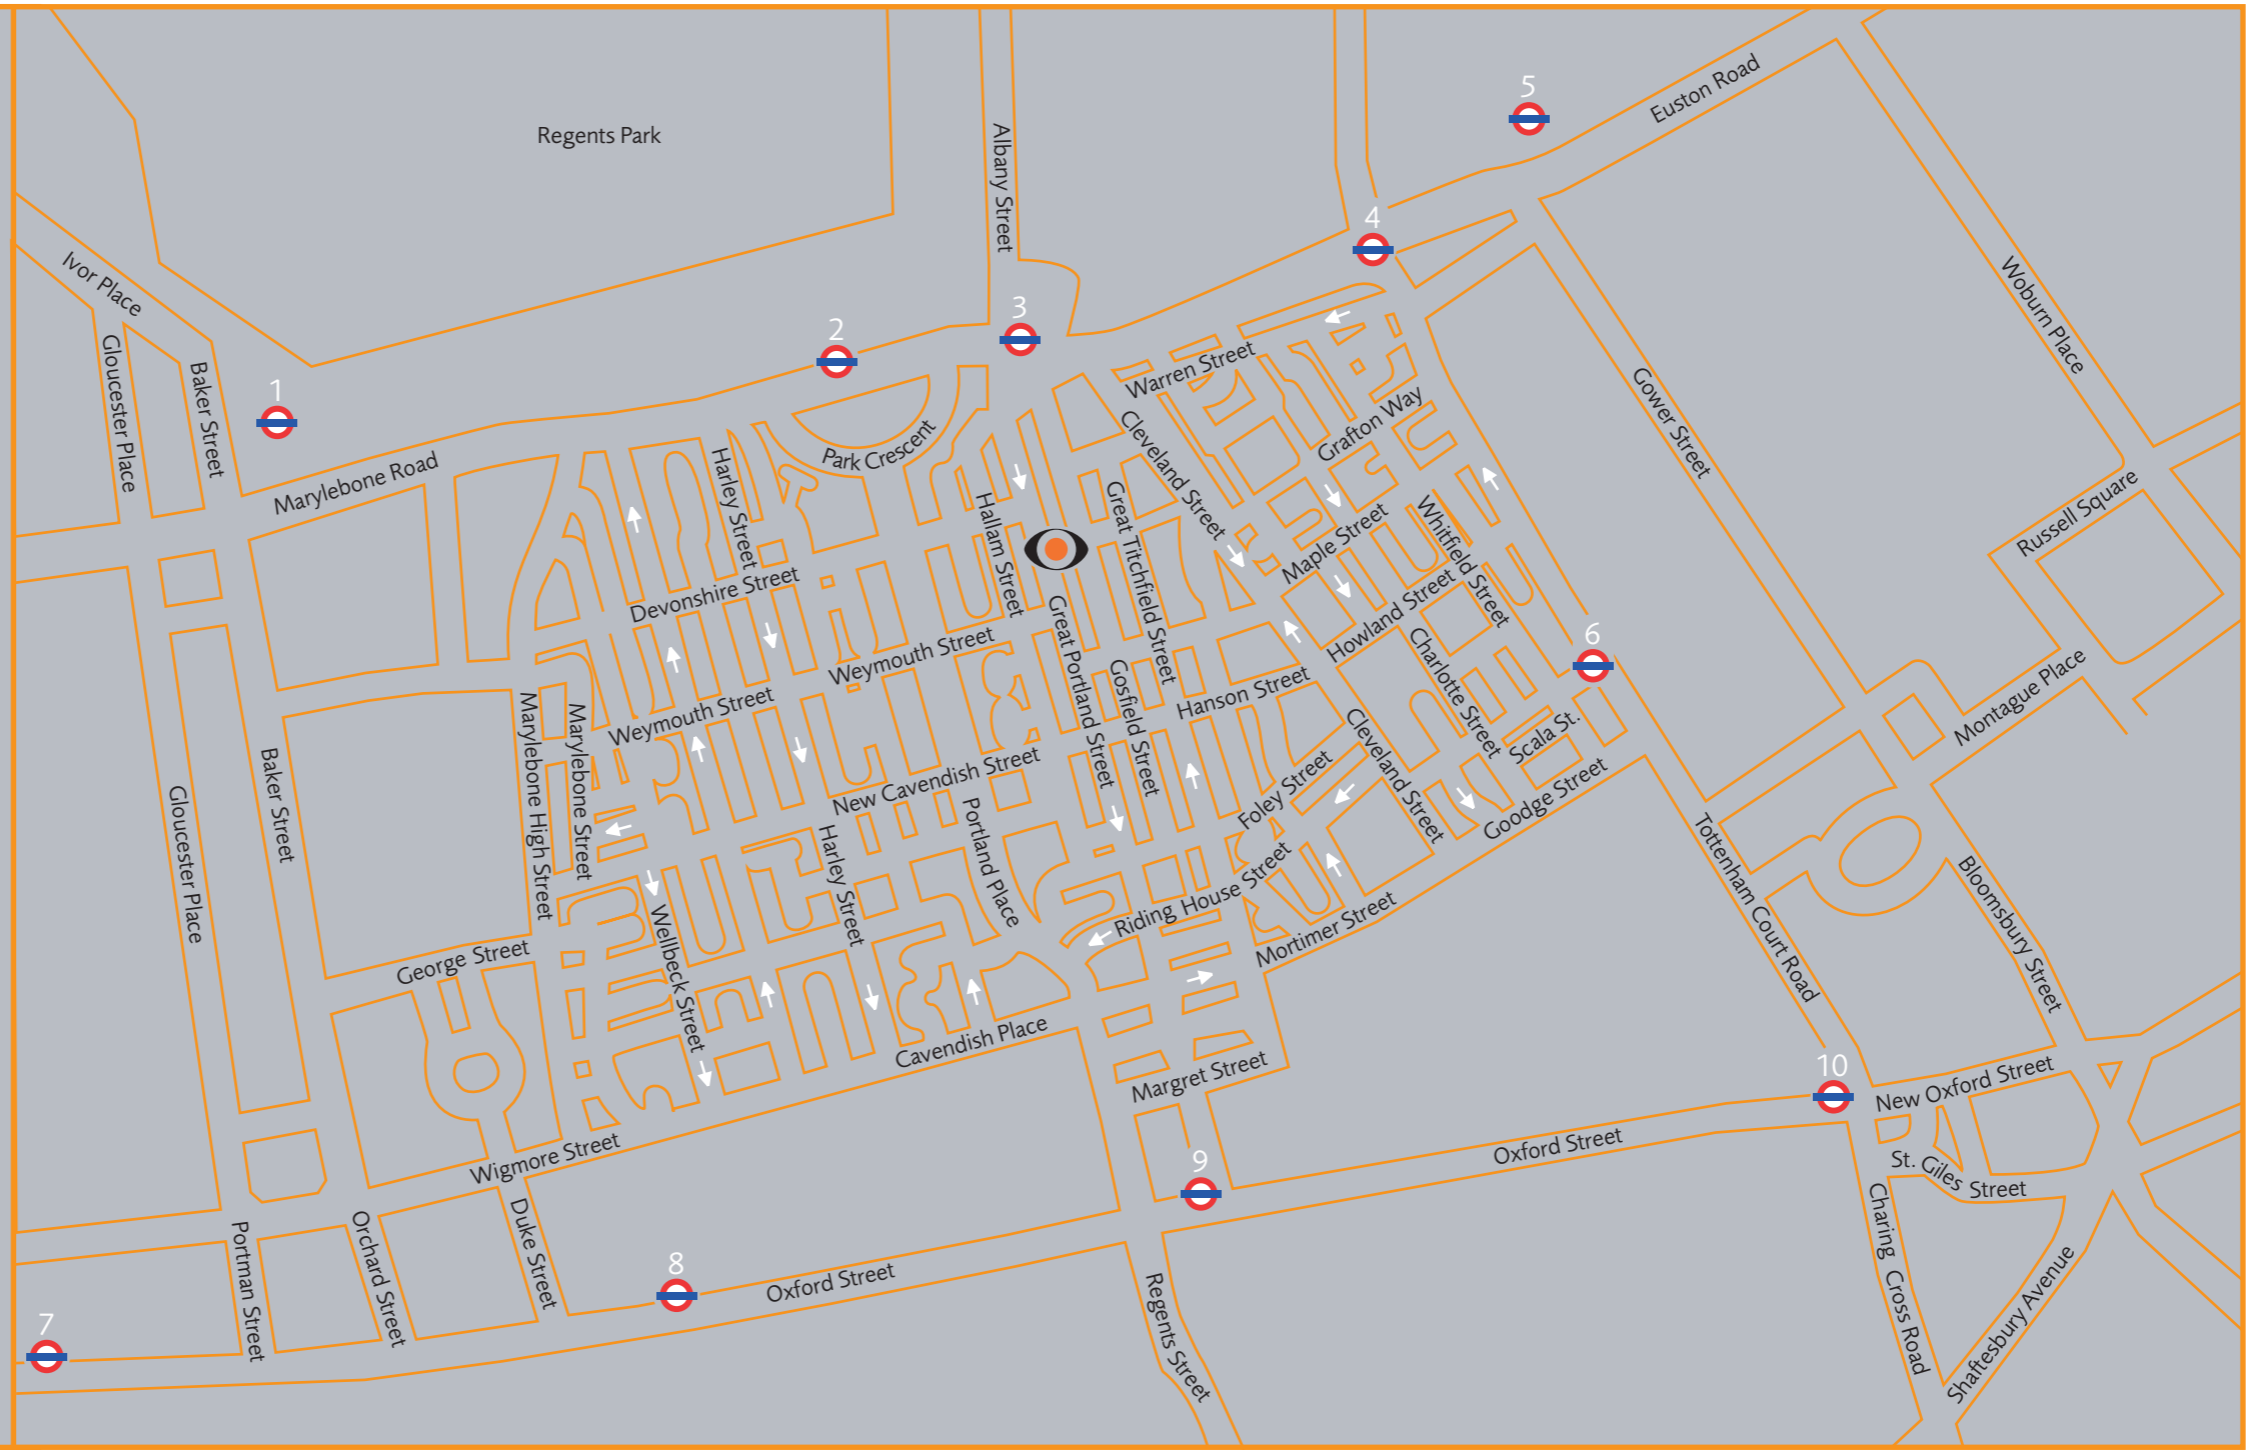 5
Euston Road
Regents Park
Albany Street
4
Ivor Place
Woburn Place
3
2
Gloucester Place
Baker Street
1
Warren Street
Gower Street
Grafton Way
Park Crescent
Cleveland Street
Marylebone Road
Harley Street
Hallam Street
Great Titchfield Street
Maple Street
Whitfield Street
Russell Square
Devonshire Street
Howland Street
Weymouth Street
Great Portland Street
Charlotte Street
6
Weymouth Street
Gosfield Street
Hanson Street
Montague Place
Marylebone High Street
Marylebone Street
Cleveland Street
Scala St.
Baker Street
New Cavendish Street
Foley Street
Goodge Street
Gloucester Place
Harley Street
Portland Place
Riding House Street
Tottenham Court Road
Bloomsbury Street
George Street
Wellbeck Street
Mortimer Street
Cavendish Place
Margret Street
10
New Oxford Street
Wigmore Street
9
Oxford Street
St. Giles Street
Portman Street
Orchard Street
Duke Street
8
Oxford Street
Regents Street
Charing Cross Road
Shaftesbury Avenue
7